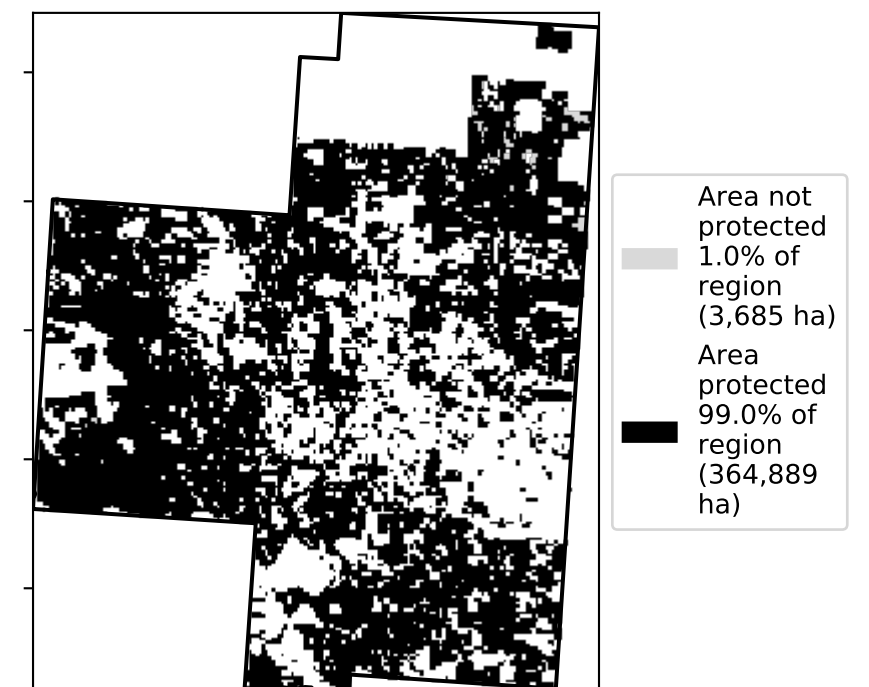 Area not
protected
1.0% of
region
(3,685 ha)
Area
protected
99.0% of
region
(364,889
ha)